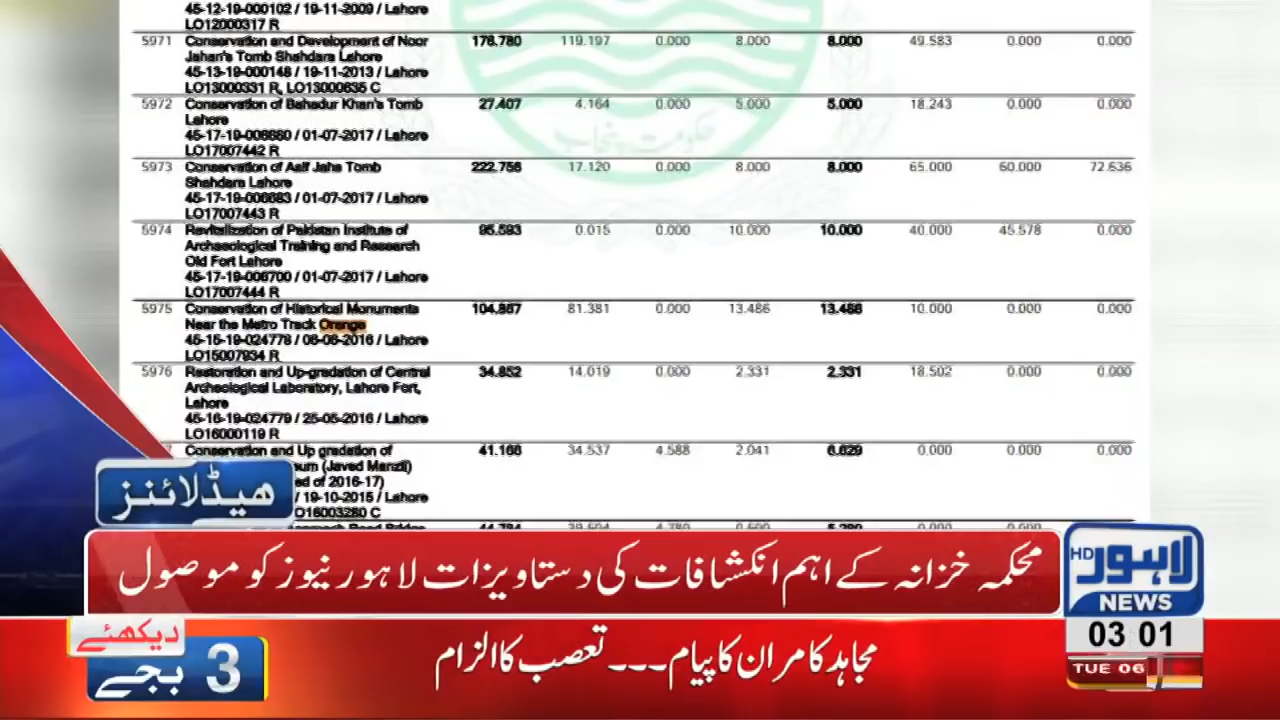 45-12-19-000102 / 19-11-2009 / Lahore
LO12000317 R
5971 Conservation and Development of Noor 178.780 119.197 0.000 8.000 8.000 49.583 0.000 0.000
Jahan's Tomb Shahdara Lahore
45-13-19-000148 / 19-11-2013 / Lahore
LO13000331 R, LO13000635 C
5972 Conservation of Bahadur Khan's Tomb 27.407 4.164 0.000 5.000 5.000 18.243 0.000 0.000
Lahore
45-17-19-006680 / 01-07-2017 / Lahore
LO17007442 R
5973 Conservation of Asif Jaha Tomb 222.756 17.120 0.000 8.000 8.000 65.000 60.000 72.636
Shahdara Lahore
45-17-19-006683 / 01-07-2017 / Lahore
LO17007443 R
5974 Revitalization of Pakistan Institute of 95.593 0.015 0.000 10.000 10.000 40.000 45.578 0.000
Archaeological Training and Research
Old Fort Lahore
45-17-19-006700 / 01-07-2017 / Lahore
LO17007444 R
5975 Conservation of Historical Monuments 104.867 81.381 0.000 13.486 13.486 10.000 0.000 0.000
Near the Metro Track Orange
45-15-19-024778 / 06-06-2016 / Lahore
LO15007934 R
5976 Restoration and Up-gradation of Central 34.852 14.019 0.000 2.331 2.331 18.502 0.000 0.000
Archeological Laboratory, Lahore Fort,
Lahore
45-16-19-024779 / 25-05-2016 / Lahore
LO16000119 R
7 Conservation and Up gradation of 41.166 34.537 4.588 2.041 6.629 0.000 0.000 0.000
um (Javed Manzil)
ed of 2016-17)
/ 19-10-2015 / Lahore
O16003280 C
حکومت پنجاب
ھیڈلائنز
محکمہ خزانہ کے اہم انکشافات کی دستاویزات لاہور نیوز کو موصول
لاہور HD
NEWS
03 01
TUE 06
دیکھئے
3 بجے
مجاہد کامران کا پیام۔۔۔ تعصب کا الزام